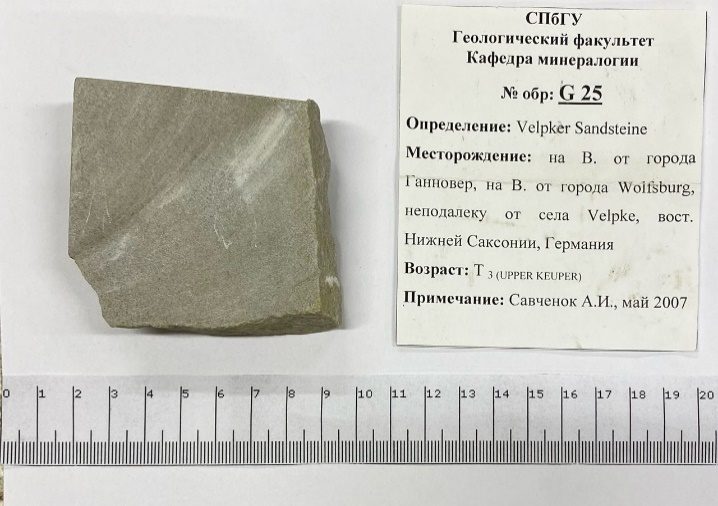 СПбГУ
Геологический факультет
Кафедра минералогии
№ обр: G 25
Определение: Velpker Sandsteine
Месторождение: на В. от города
Ганновер, на В. от города Wolfsburg,
неподалеку от села Velpke, вост.
Нижней Саксонии, Германия
Возраст: Т 3 (UPPER KEUPER)
Примечание: Савченок А.И., май 2007
0 1 2 3 4 5 6 7 8 9 10 11 12 13 14 15 16 17 18 19 20